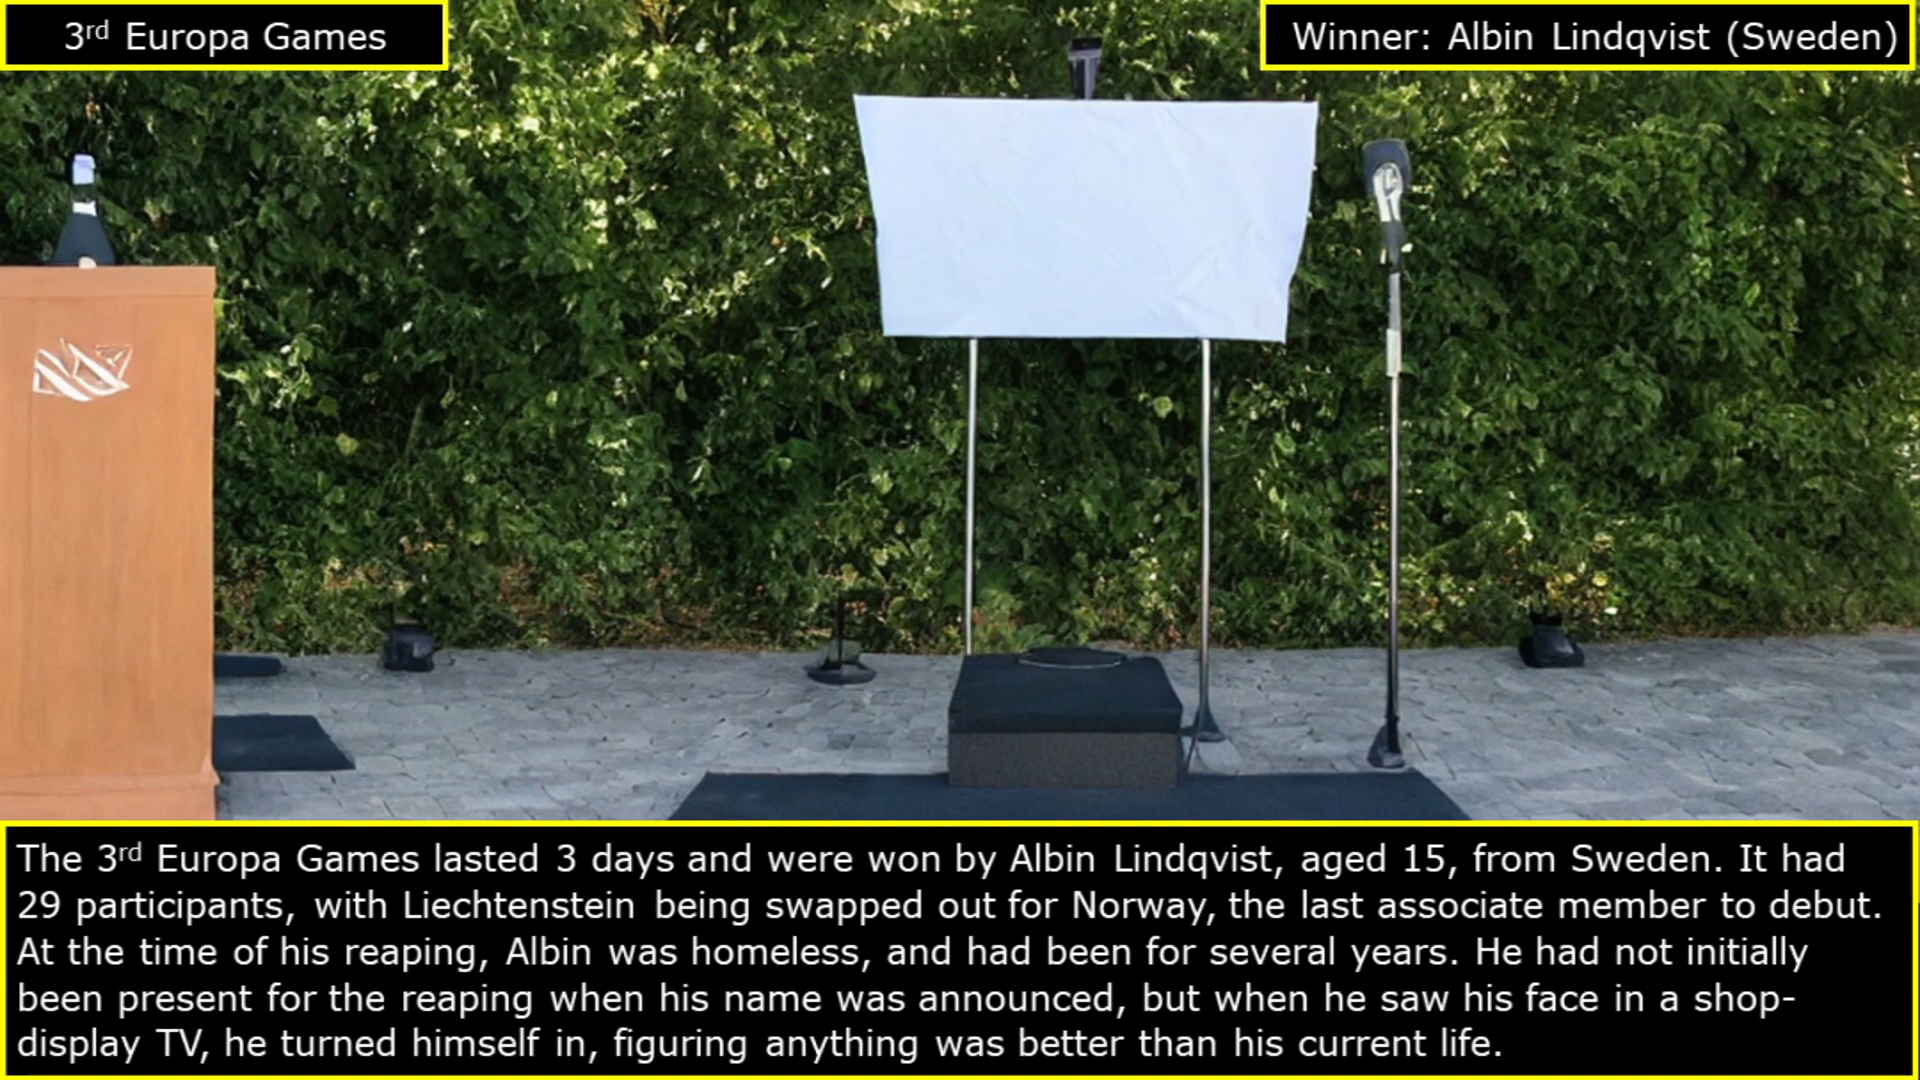 3rd Europa Games
Winner: Albin Lindqvist (Sweden)
The 3rd Europa Games lasted 3 days and were won by Albin Lindqvist, aged 15, from Sweden. It had
29 participants, with Liechtenstein being swapped out for Norway, the last associate member to debut.
At the time of his reaping, Albin was homeless, and had been for several years. He had not initially
been present for the reaping when his name was announced, but when he saw his face in a shop-
display TV, he turned himself in, figuring anything was better than his current life.